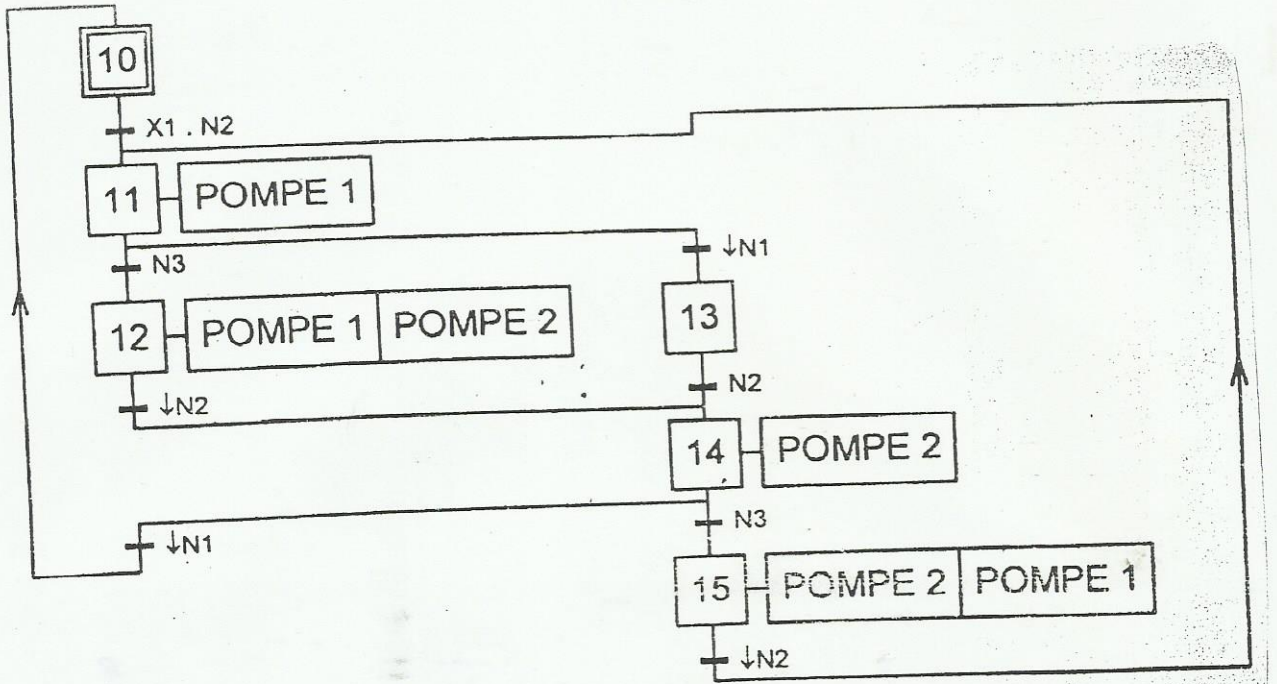 10
X1 . N2
11 POMPE 1
N3
↓N1
12 POMPE 1 POMPE 2
13
↓N2
N2
14 POMPE 2
↓N1
N3
15 POMPE 2 POMPE 1
↓N2